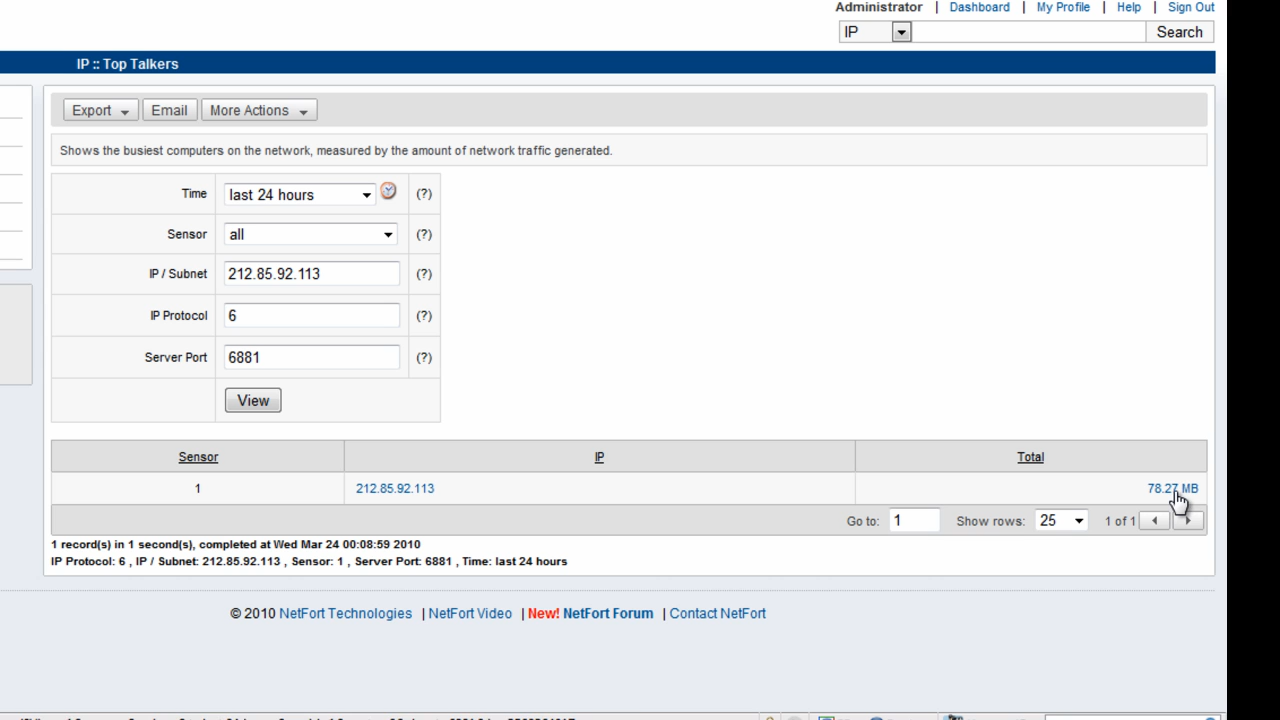 Administrator | Dashboard | My Profile | Help | Sign Out
IP Search
IP :: Top Talkers
Export Email More Actions
Shows the busiest computers on the network, measured by the amount of network traffic generated.
Time last 24 hours (?)
Sensor all (?)
IP / Subnet 212.85.92.113 (?)
IP Protocol 6 (?)
Server Port 6881 (?)
View
Sensor IP Total
1 212.85.92.113 78.27 MB
Go to: 1 Show rows: 25 1 of 1
1 record(s) in 1 second(s), completed at Wed Mar 24 00:08:59 2010
IP Protocol: 6 , IP / Subnet: 212.85.92.113 , Sensor: 1 , Server Port: 6881 , Time: last 24 hours
© 2010 NetFort Technologies | NetFort Video | New! NetFort Forum | Contact NetFort